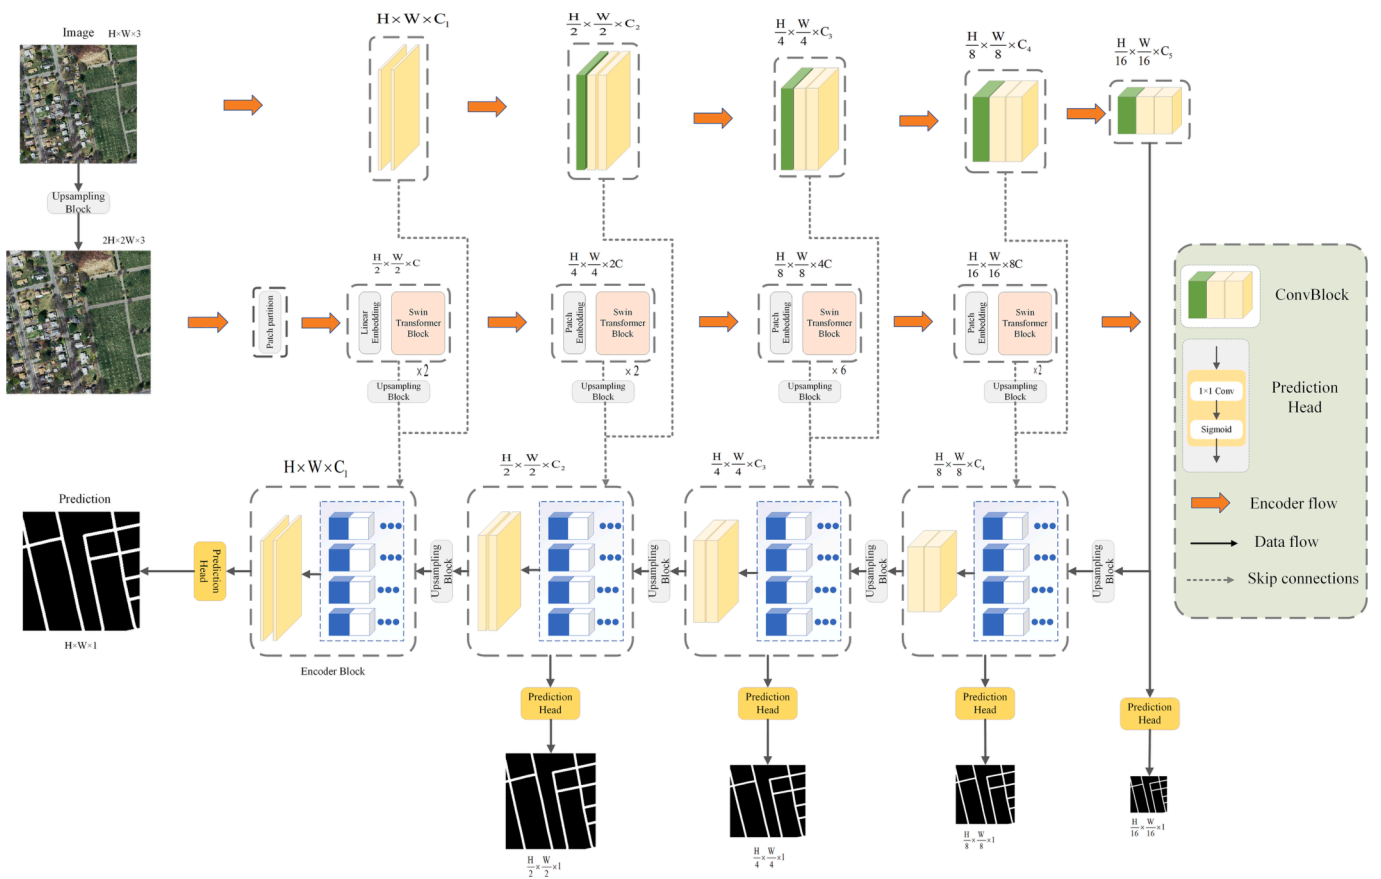 Image
H×W×3
H×W×C₁
H/2 × W/2 × C₂
H/4 × W/4 × C₃
H/8 × W/8 × C₄
H/16 × W/16 × C₅
Upsampling
Block
2H×2W×3
Patch partition
H/2 × W/2 × C
Linear
Embedding
Swin
Transformer
Block
×2
H/4 × W/4 × 2C
Patch
Embedding
Swin
Transformer
Block
×2
H/8 × W/8 × 4C
Patch
Embedding
Swin
Transformer
Block
×6
H/16 × W/16 × 8C
Patch
Embedding
Swin
Transformer
Block
×2
Upsampling
Block
Upsampling
Block
Upsampling
Block
Upsampling
Block
ConvBlock
1×1 Conv
Sigmoid
Prediction
Head
Encoder flow
Data flow
Skip connections
H×W×C₁
H/2 × W/2 × C₂
H/4 × W/4 × C₃
H/8 × W/8 × C₄
Prediction
H×W×1
Prediction
Head
Upsampling
Block
Upsampling
Block
Upsampling
Block
Upsampling
Block
Encoder Block
Prediction
Head
Prediction
Head
Prediction
Head
Prediction
Head
H/2 × W/2 × 1
H/4 × W/4 × 1
H/8 × W/8 × 1
H/16 × W/16 × 1